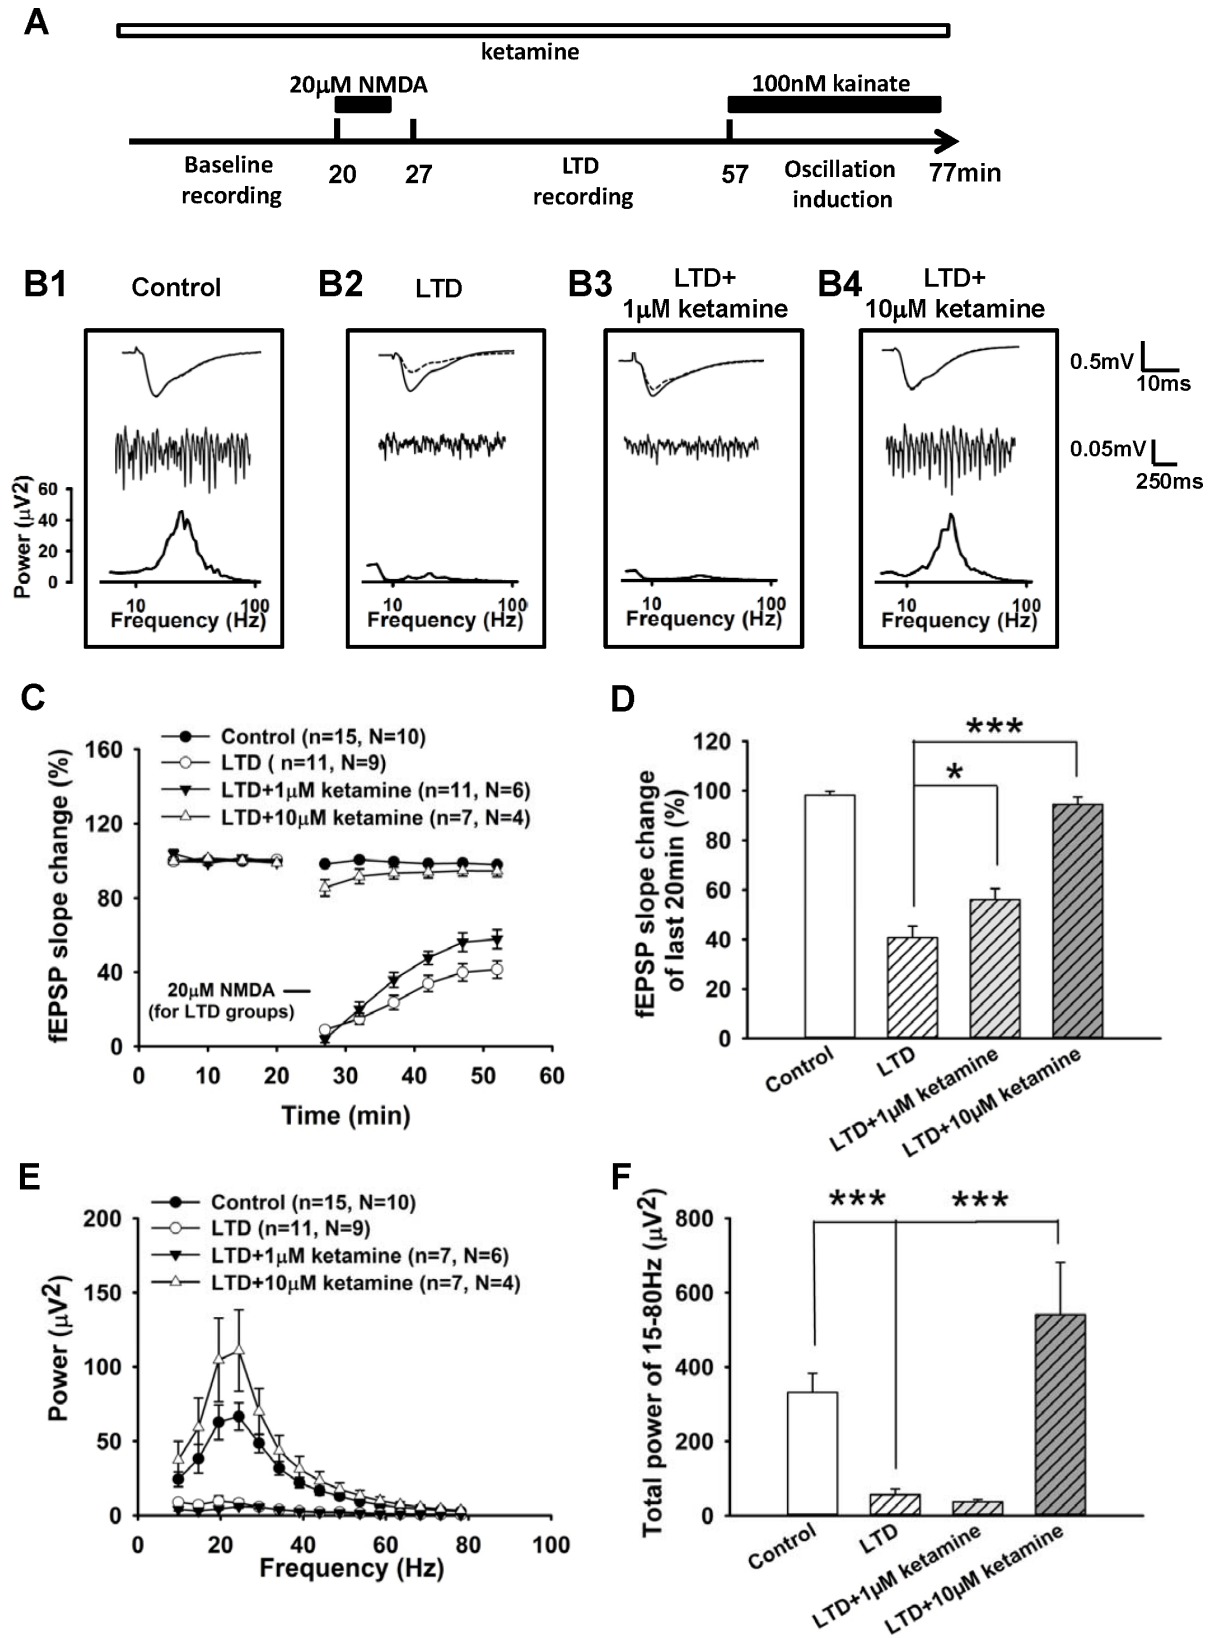 A
ketamine
20μM NMDA
100nM kainate
Baseline
recording
20
27
LTD
recording
57
Oscillation
induction
77min
B1
Control
B2
LTD
B3
LTD+
1μM ketamine
B4
LTD+
10μM ketamine
0.5mV
10ms
0.05mV
250ms
Power (μV2)
60
40
20
0
10
100
Frequency (Hz)
10
100
Frequency (Hz)
10
100
Frequency (Hz)
10
100
Frequency (Hz)
C
Control (n=15, N=10)
LTD ( n=11, N=9)
LTD+1μM ketamine (n=11, N=6)
LTD+10μM ketamine (n=7, N=4)
fEPSP slope change (%)
160
120
80
40
0
20μM NMDA
(for LTD groups)
0
10
20
30
40
50
60
Time (min)
D
fEPSP slope change
of last 20min (%)
120
100
80
60
40
20
0
***
*
Control
LTD
LTD+1μM ketamine
LTD+10μM ketamine
E
Control (n=15, N=10)
LTD (n=11, N=9)
LTD+1μM ketamine (n=7, N=6)
LTD+10μM ketamine (n=7, N=4)
Power (μV2)
200
150
100
50
0
0
20
40
60
80
100
Frequency (Hz)
F
Total power of 15-80Hz (μV2)
800
600
400
200
0
***
***
Control
LTD
LTD+1μM ketamine
LTD+10μM ketamine